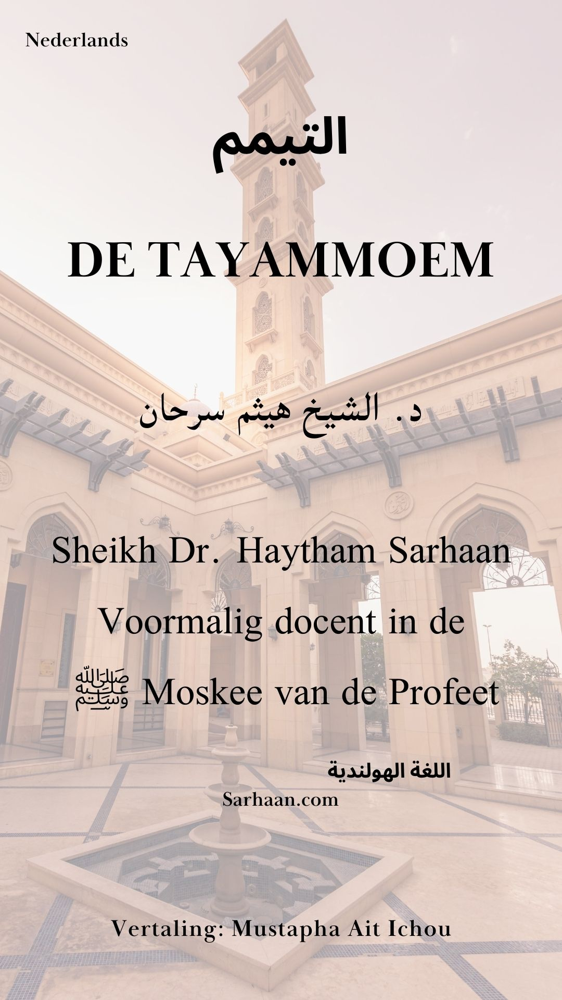 Nederlands
التيمم
DE TAYAMMOEM
د. الشيخ هيثم سرحان
Sheikh Dr. Haytham Sarhaan
Voormalig docent in de
ﷺ Moskee van de Profeet
اللغة الهولندية
Sarhaan.com
Vertaling: Mustapha Ait Ichou